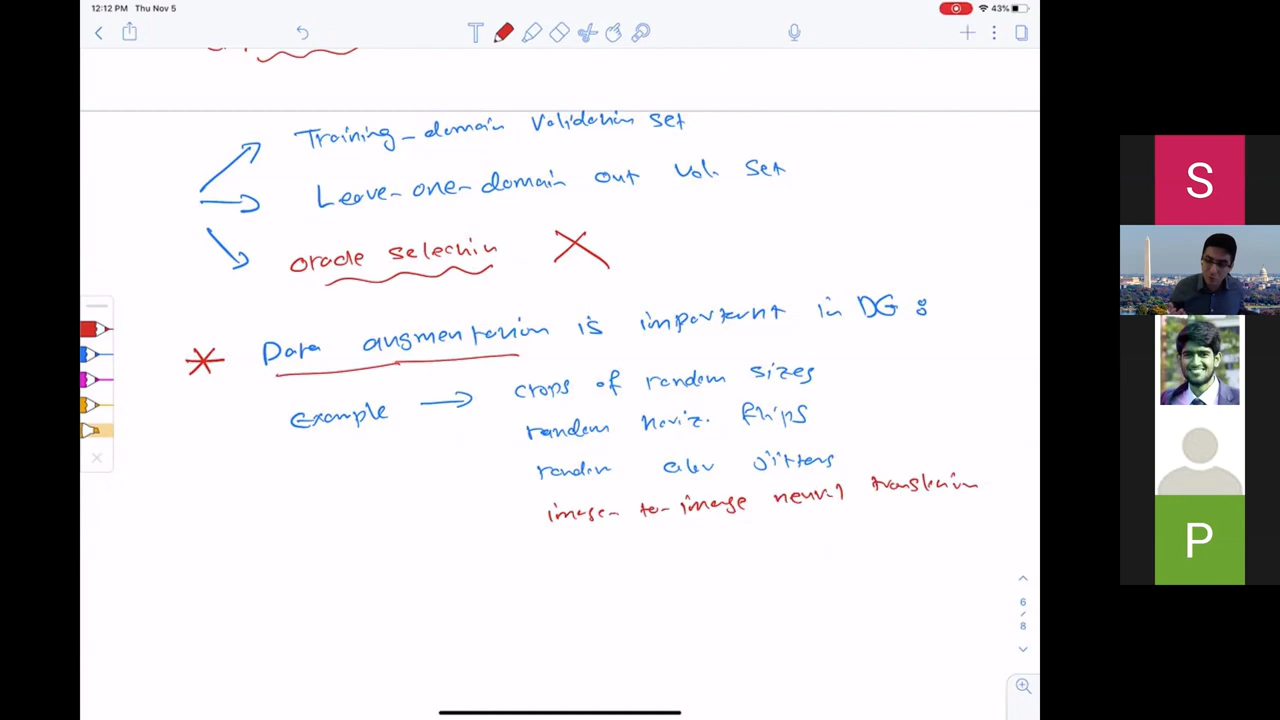 12:12 PM Thu Nov 5
43%
T
Training-domain Validation set
Leave-one-domain out val. set
oracle selection
Data augmentation is important in DG :
Example → crops of random sizes
random horiz. flips
random color jitters
image-to-image neural translation
6
/
8
S
P